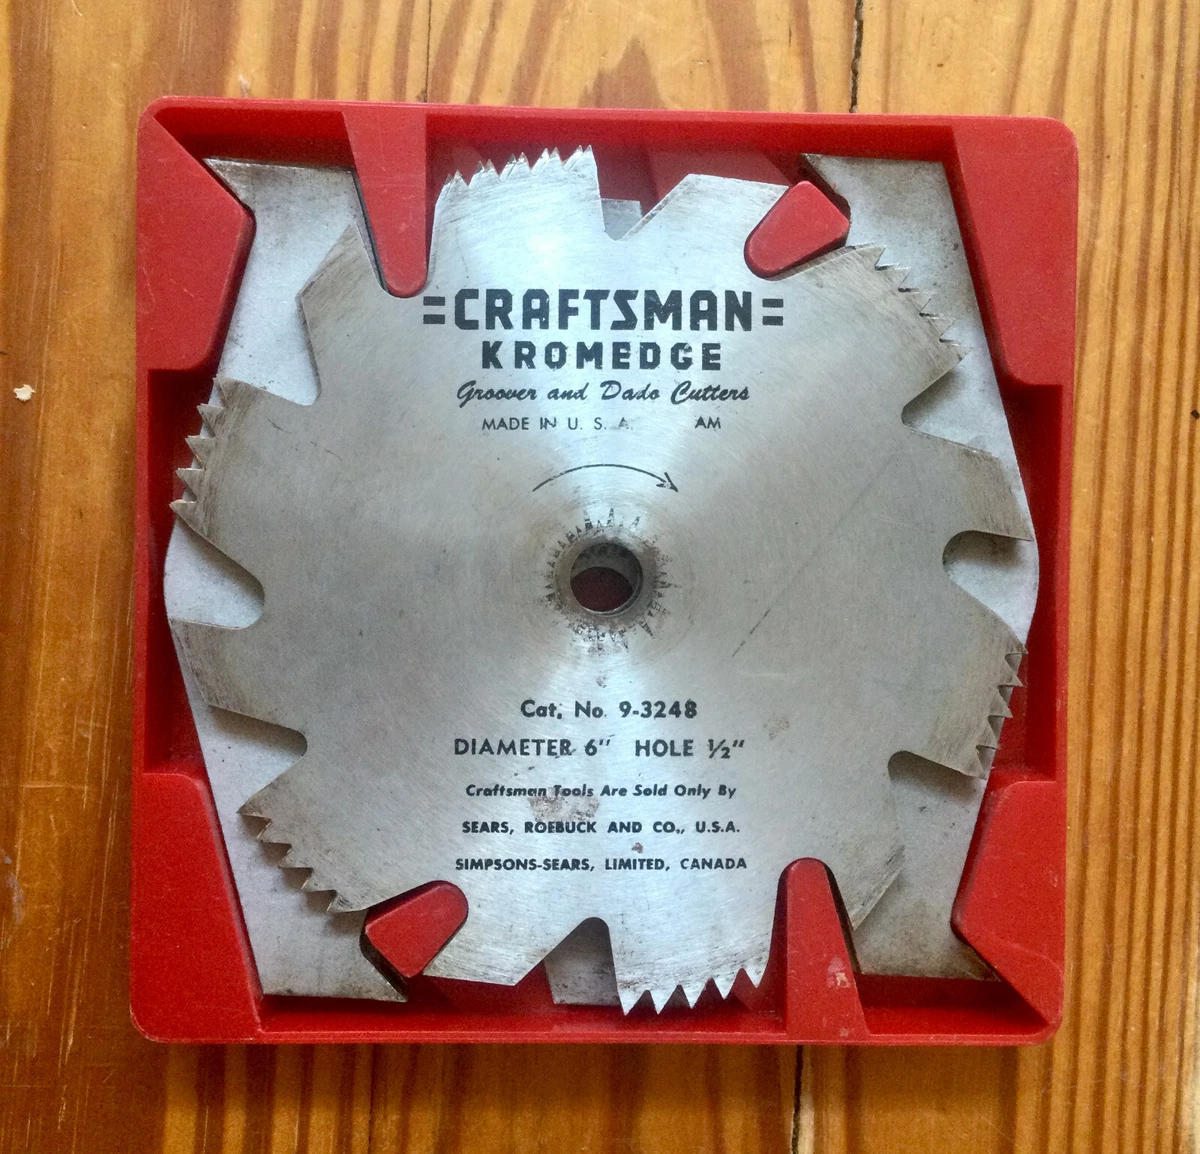 =CRAFTSMAN=
KROMEDGE
Groover and Dado Cutters
MADE IN U. S. A. AM
Cat. No. 9-3248
DIAMETER 6" HOLE ½"
Craftsman Tools Are Sold Only By
SEARS, ROEBUCK AND CO., U.S.A.
SIMPSONS-SEARS, LIMITED, CANADA